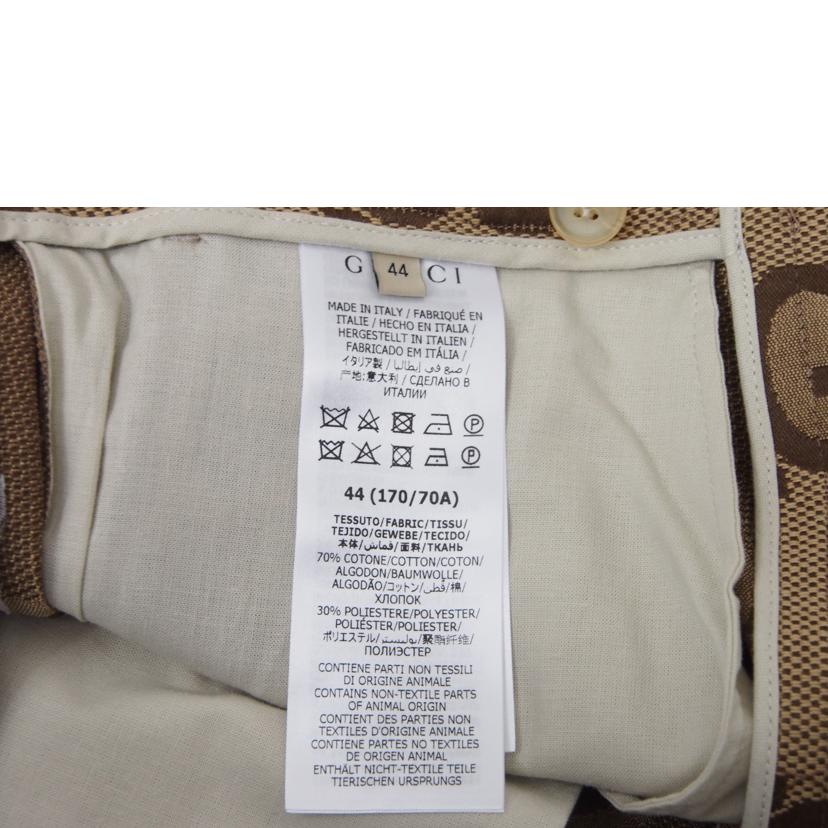 G CCI
44
MADE IN ITALY / FABRIQUÉ EN
ITALIE / HECHO EN ITALIA /
HERGESTELLT IN ITALIEN /
FABRICADO EM ITÁLIA /
イタリア製 / صنع في إيطاليا /
产地:意大利 / СДЕЛАНО В
ИТАЛИИ
P
P
44 (170/70A)
TESSUTO/FABRIC/TISSU/
TEJIDO/GEWEBE/TECIDO/
本体/قماش/面料/ТКАНЬ
70% COTONE/COTTON/COTON/
ALGODON/BAUMWOLLE/
ALGODÃO/コットン/قطن/棉/
ХЛОПОК
30% POLIESTERE/POLYESTER/
POLIÉSTER/POLIESTER/
ポリエステル/بوليستر/聚酯纤维/
ПОЛИЭСТЕР
CONTIENE PARTI NON TESSILI
DI ORIGINE ANIMALE
CONTAINS NON-TEXTILE PARTS
OF ANIMAL ORIGIN
CONTIENT DES PARTIES NON
TEXTILES D'ORIGINE ANIMALE
CONTIENE PARTES NO TEXTILES
DE ORIGEN ANIMAL
ENTHÄLT NICHT-TEXTILE TEILE
TIERISCHEN URSPRUNGS